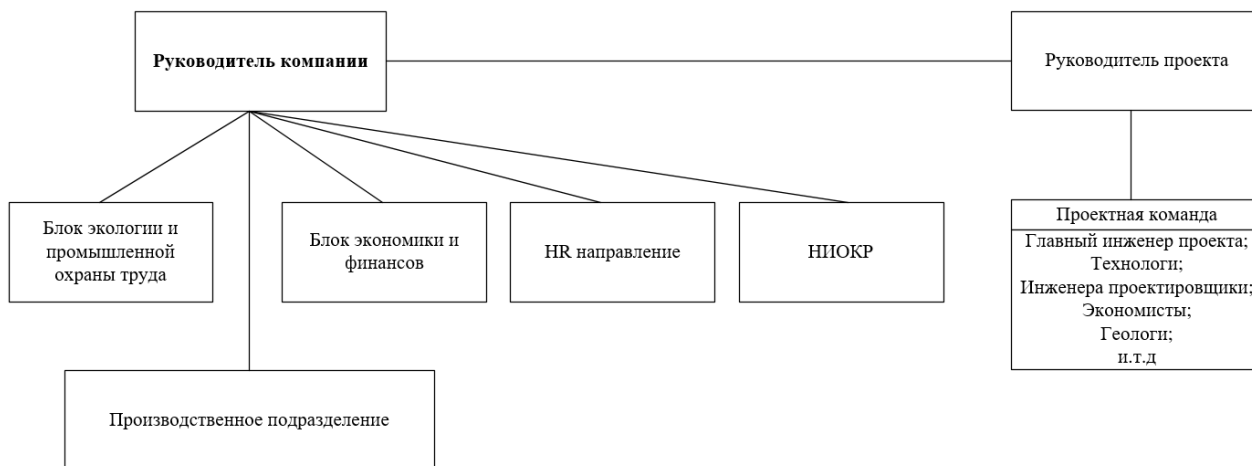 Руководитель компании
Руководитель проекта
Блок экологии и
промышленной
охраны труда
Блок экономики и
финансов
HR направление
НИОКР
Проектная команда
Главный инженер проекта;
Технологи;
Инженера проектировщики;
Экономисты;
Геологи;
и.т.д
Производственное подразделение